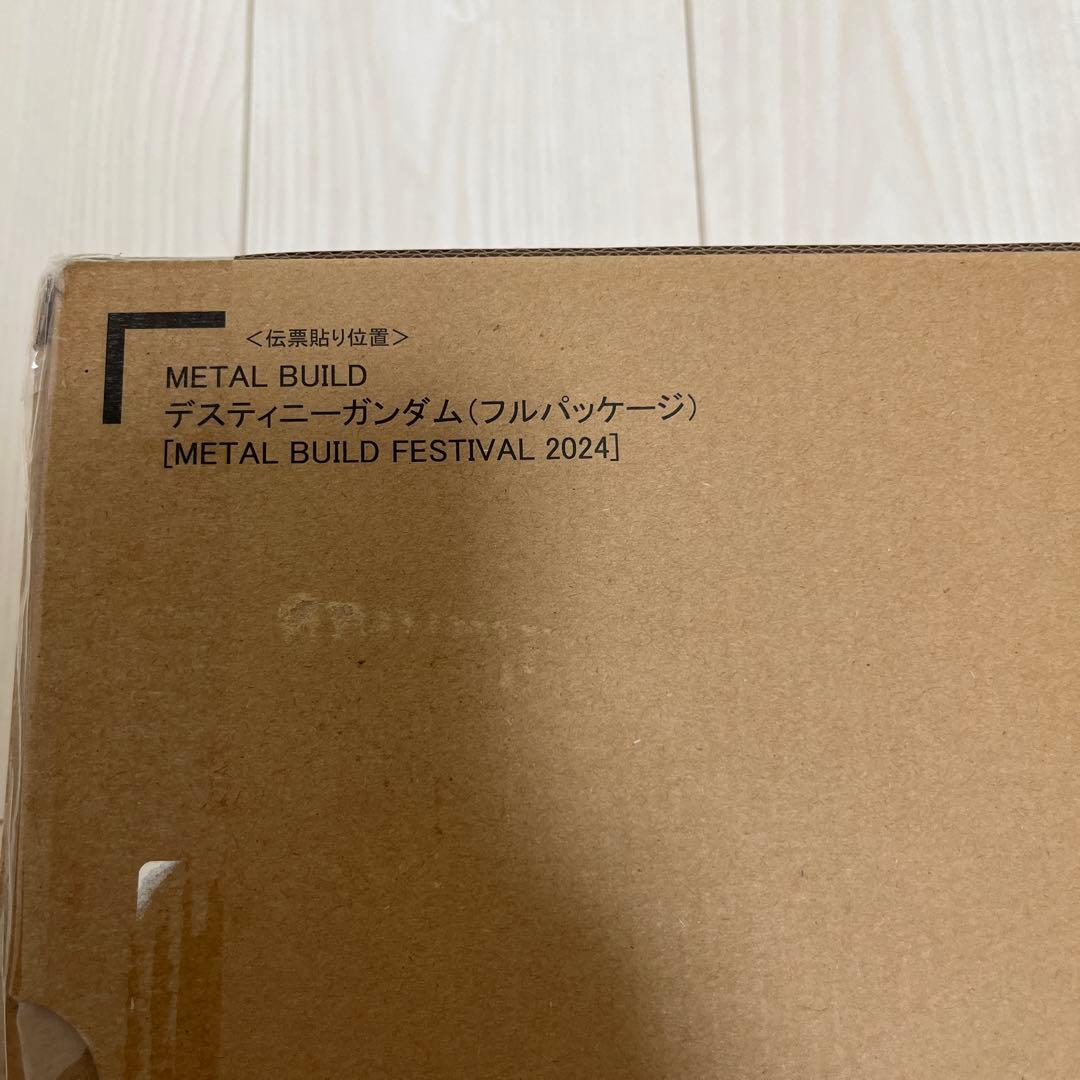 ＜伝票貼り位置＞
METAL BUILD
デスティニーガンダム（フルパッケージ）
[METAL BUILD FESTIVAL 2024]